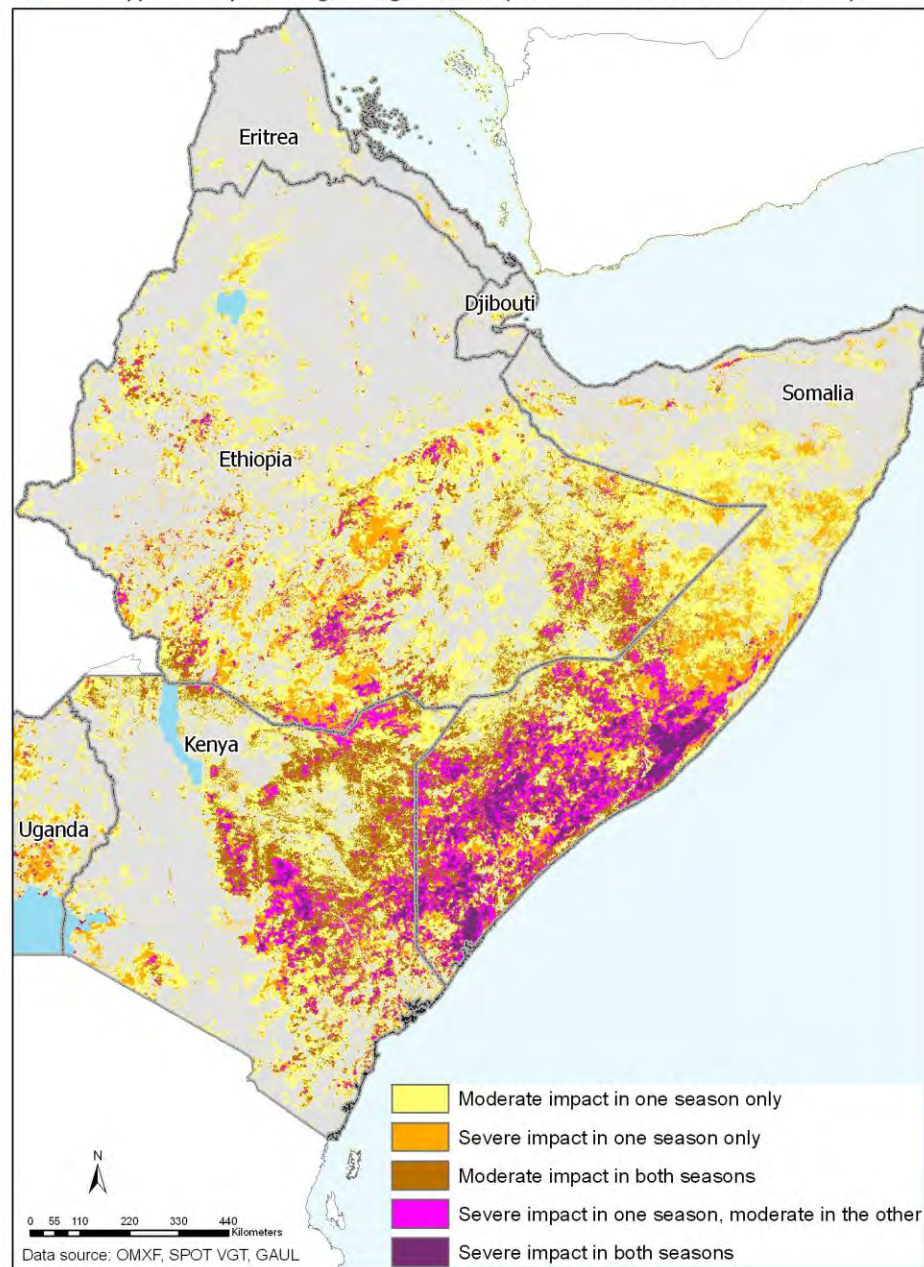 Eritrea
Djibouti
Somalia
Ethiopia
Kenya
Uganda
Moderate impact in one season only
Severe impact in one season only
Moderate impact in both seasons
Severe impact in one season, moderate in the other
Severe impact in both seasons
N
0 55 110 220 330 440
Kilometers
Data source: OMXF, SPOT VGT, GAUL